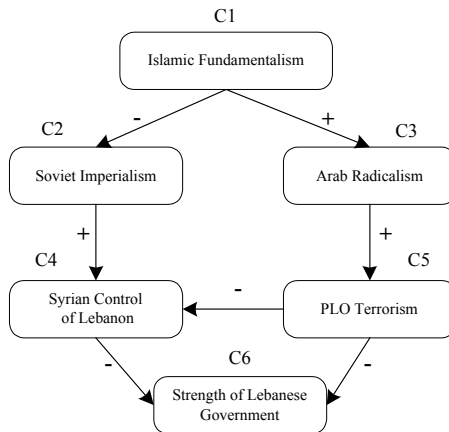 C1
Islamic Fundamentalism
- +
C2 C3
Soviet Imperialism Arab Radicalism
+ +
C4 C5
Syrian Control
of Lebanon
-
PLO Terrorism
C6
- -
Strength of Lebanese
Government